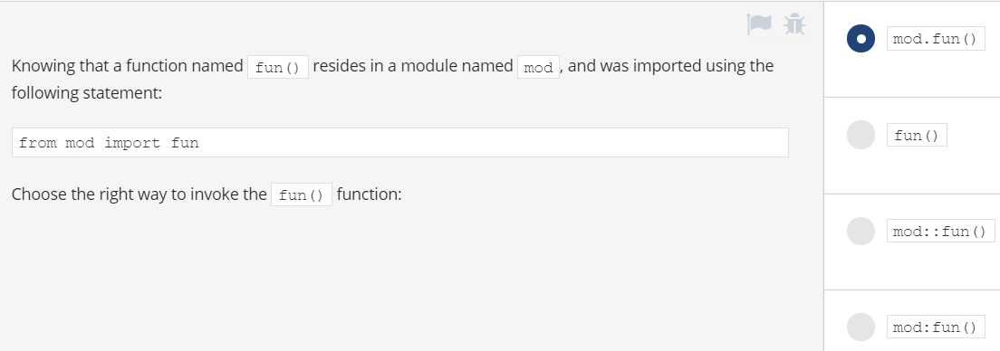 Knowing that a function named fun() resides in a module named mod , and was imported using the
following statement:
from mod import fun
Choose the right way to invoke the fun() function:
mod.fun()
fun()
mod::fun()
mod:fun()